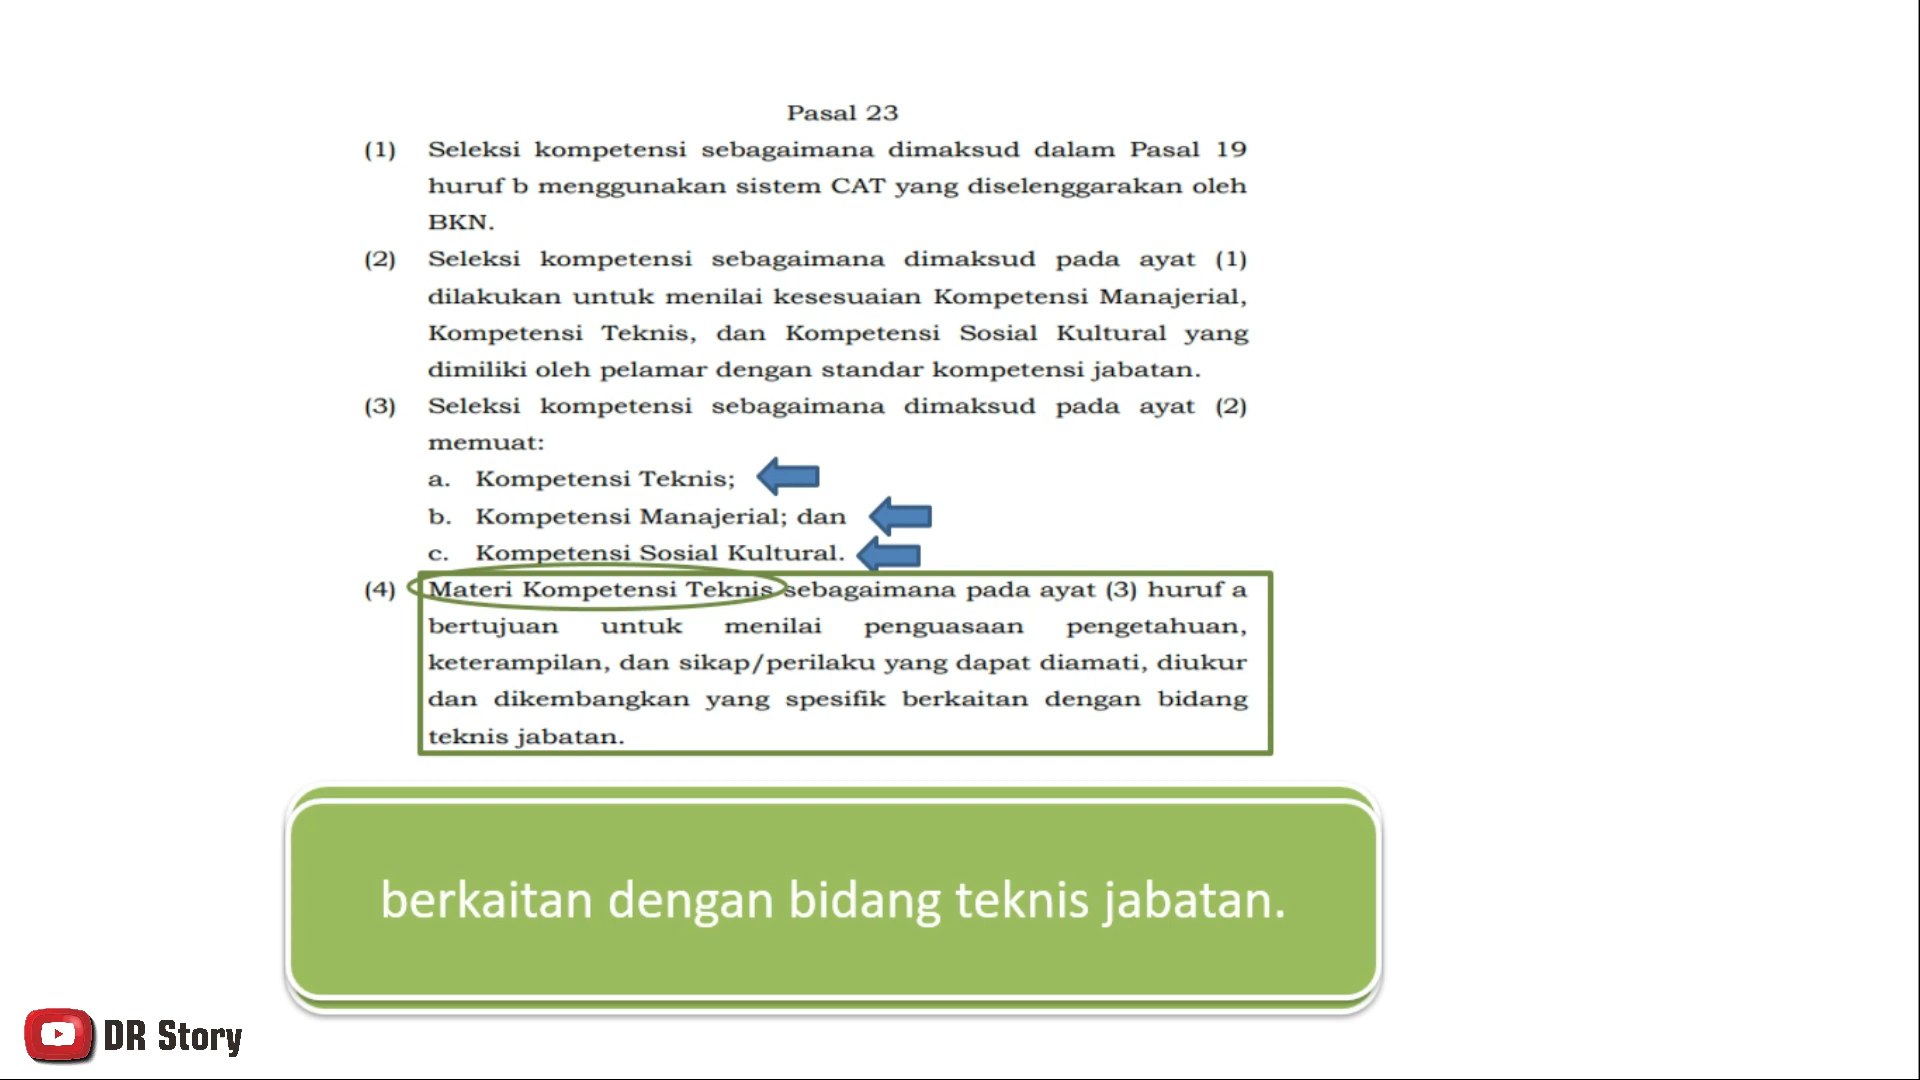 Pasal 23
(1) Seleksi kompetensi sebagaimana dimaksud dalam Pasal 19
huruf b menggunakan sistem CAT yang diselenggarakan oleh
BKN.
(2) Seleksi kompetensi sebagaimana dimaksud pada ayat (1)
dilakukan untuk menilai kesesuaian Kompetensi Manajerial,
Kompetensi Teknis, dan Kompetensi Sosial Kultural yang
dimiliki oleh pelamar dengan standar kompetensi jabatan.
(3) Seleksi kompetensi sebagaimana dimaksud pada ayat (2)
memuat:
a. Kompetensi Teknis;
b. Kompetensi Manajerial; dan
c. Kompetensi Sosial Kultural.
(4) Materi Kompetensi Teknis sebagaimana pada ayat (3) huruf a
bertujuan untuk menilai penguasaan pengetahuan,
keterampilan, dan sikap/perilaku yang dapat diamati, diukur
dan dikembangkan yang spesifik berkaitan dengan bidang
teknis jabatan.
berkaitan dengan bidang teknis jabatan.
DR Story